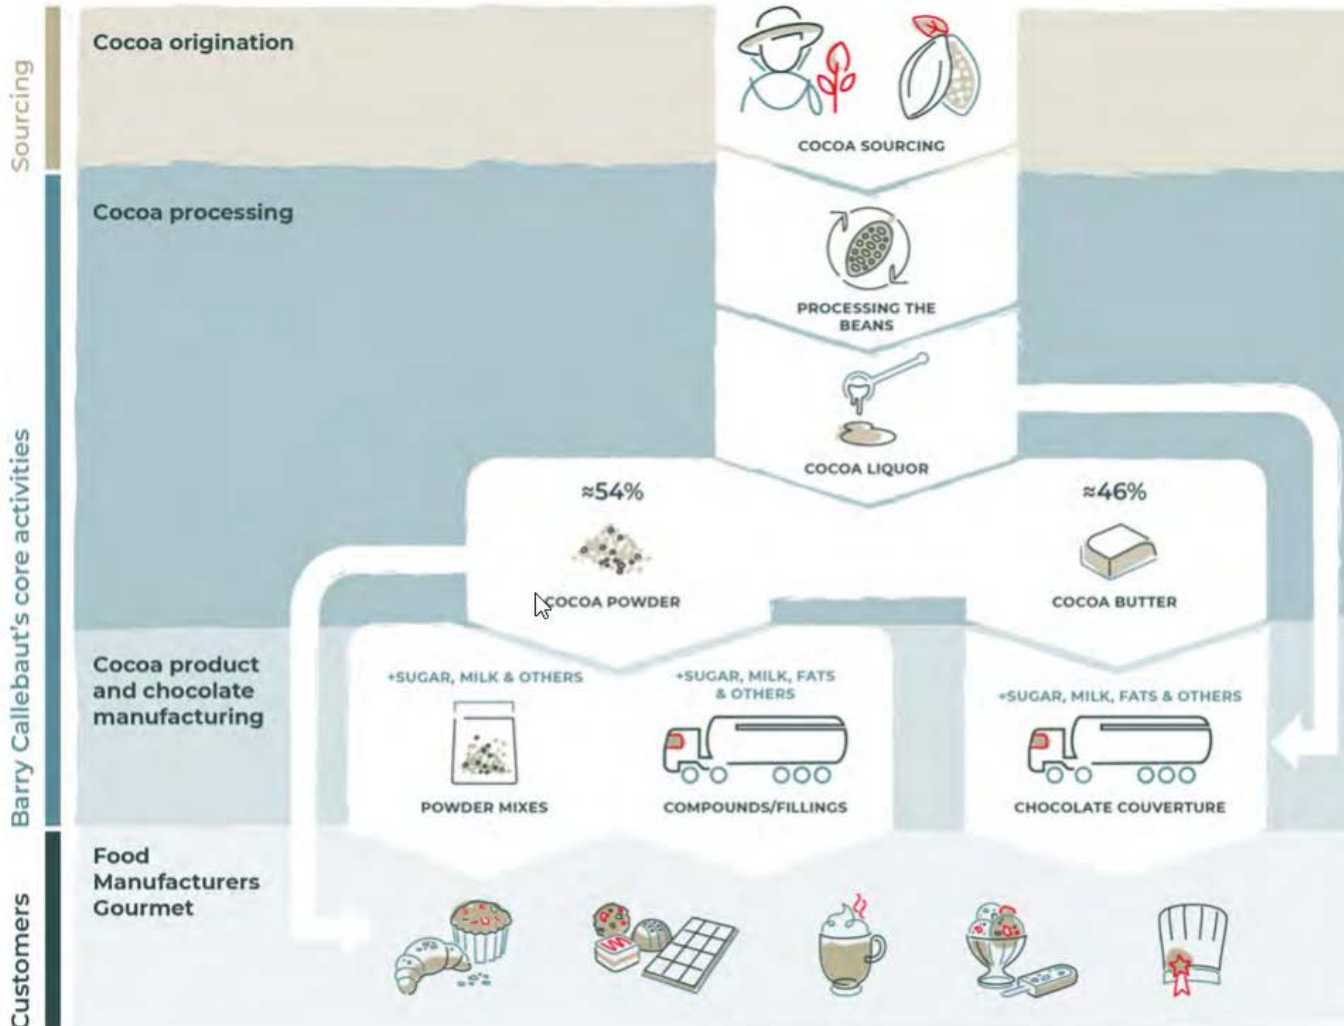 Sourcing
Cocoa origination
COCOA SOURCING
Barry Callebaut's core activities
Cocoa processing
PROCESSING THE
BEANS
COCOA LIQUOR
≈54%
≈46%
COCOA POWDER
COCOA BUTTER
Cocoa product
and chocolate
manufacturing
+SUGAR, MILK & OTHERS
+SUGAR, MILK, FATS
& OTHERS
+SUGAR, MILK, FATS & OTHERS
POWDER MIXES
COMPOUNDS/FILLINGS
CHOCOLATE COUVERTURE
Customers
Food
Manufacturers
Gourmet